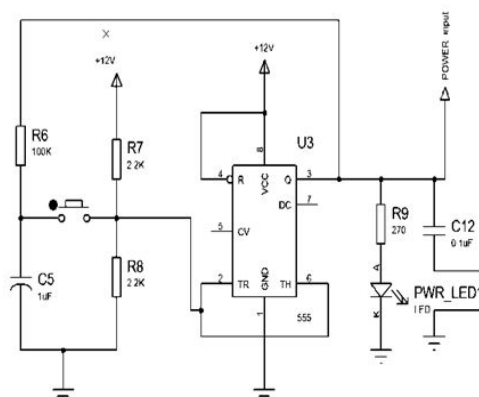 X
+12V
+12V
POWER input
R6
100K
R7
2.2K
U3
8
4
R
VCC
Q
3
DC
7
5
CV
R9
270
C12
0.1uF
C5
1uF
R8
2.2K
2
TR
GND
TH
6
1
555
A
K
PWR_LED1
LED